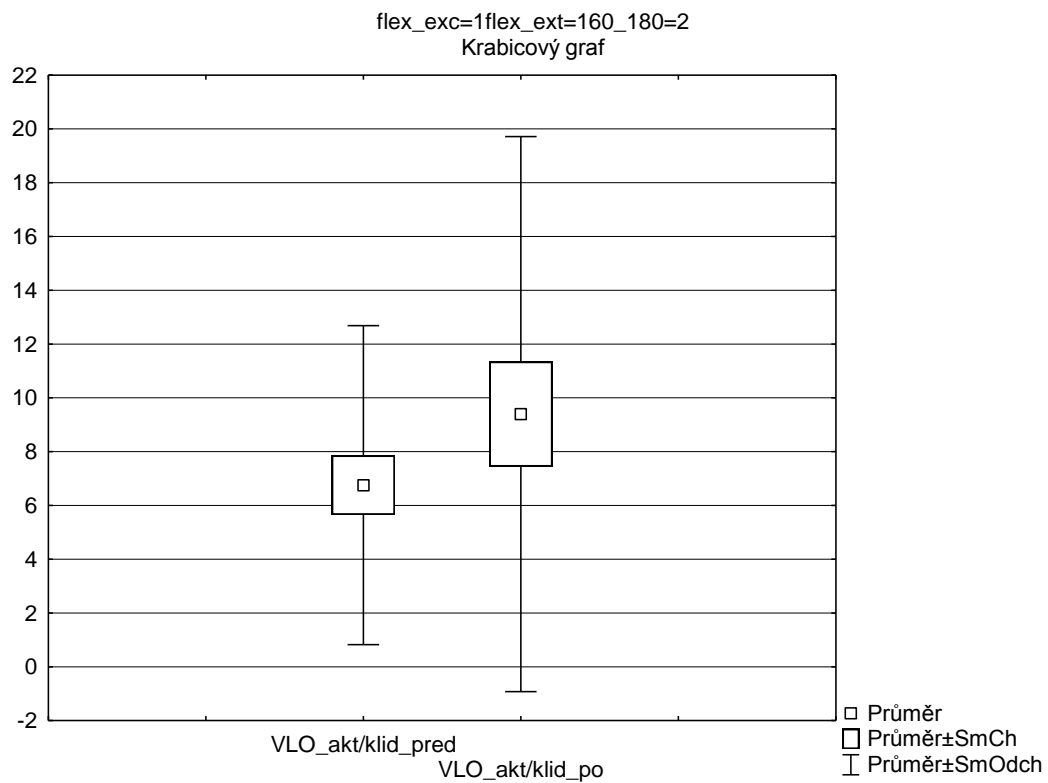 flex_exc=1flex_ext=160_180=2
Krabicový graf
22
20
18
16
14
12
10
8
6
4
2
0
-2
VLO_akt/klid_pred
VLO_akt/klid_po
Průměr
Průměr±SmCh
Průměr±SmOdch